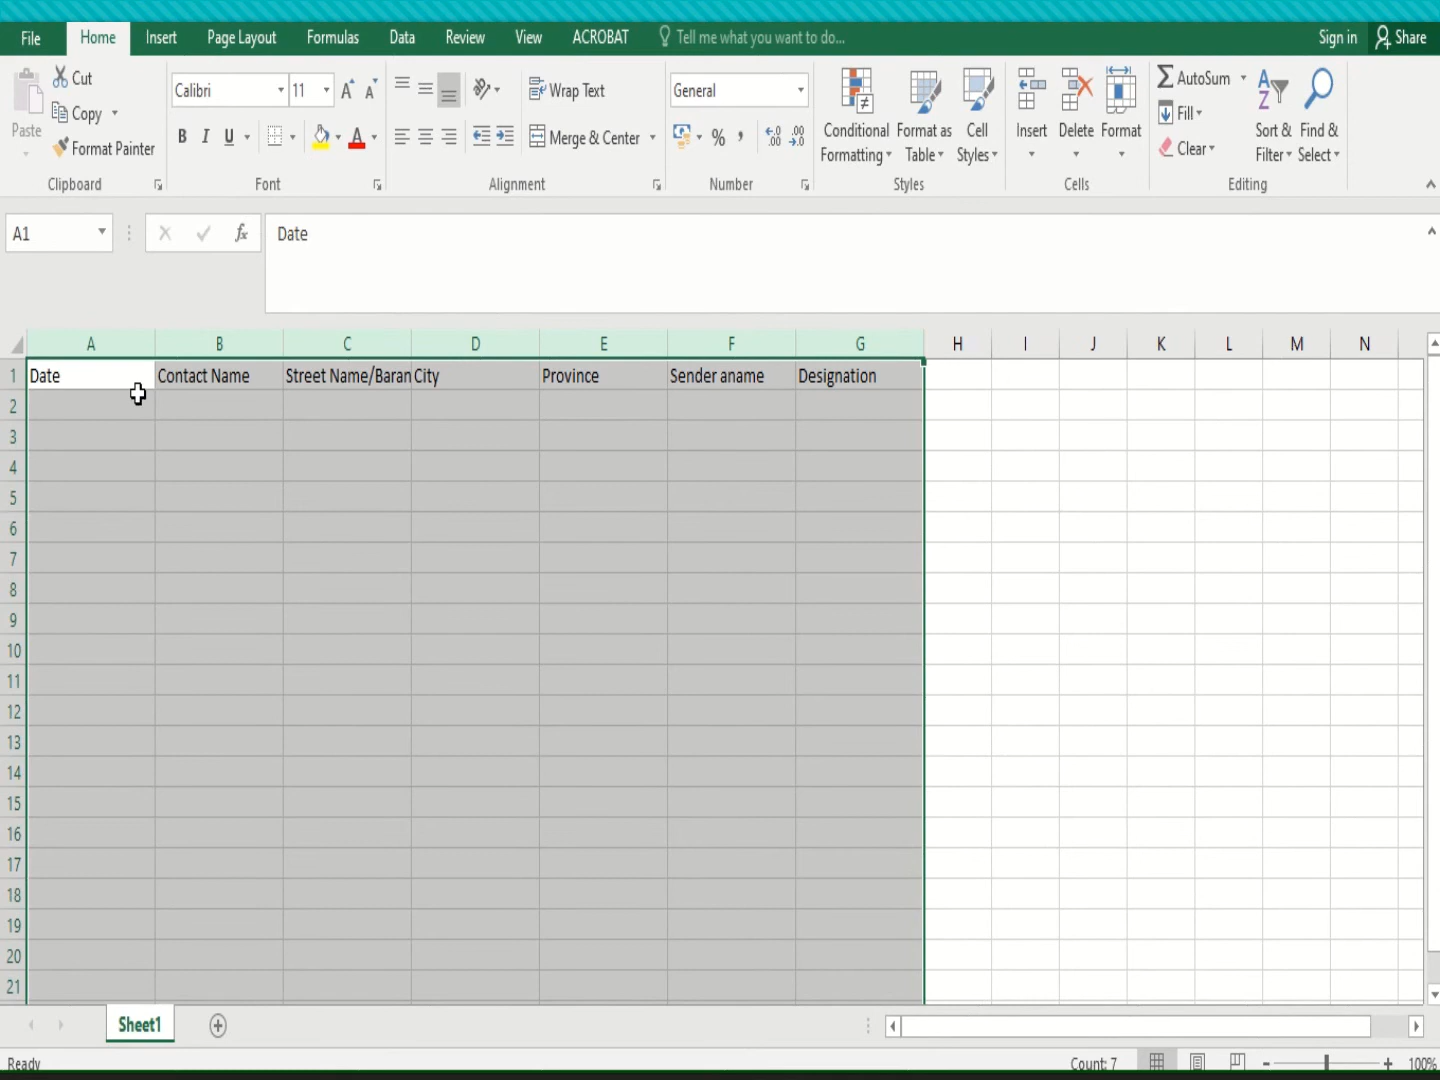 File Home Insert Page Layout Formulas Data Review View ACROBAT Tell me what you want to do... Sign in Share
Paste Cut Copy Format Painter
Clipboard
Calibri 11 A A
B I U A
Font
Wrap Text
Merge & Center
Alignment
General
% , .0 .00 .00 .0
Number
Conditional Formatting Format as Table Cell Styles
Styles
Insert Delete Format
Cells
AutoSum Fill Clear A Z Sort & Filter Find & Select
Editing
A1 fx Date
A B C D E F G H I J K L M N
1 Date Contact Name Street Name/Baran City Province Sender aname Designation
2
3
4
5
6
7
8
9
10
11
12
13
14
15
16
17
18
19
20
21
Sheet1
Ready Count: 7 100%